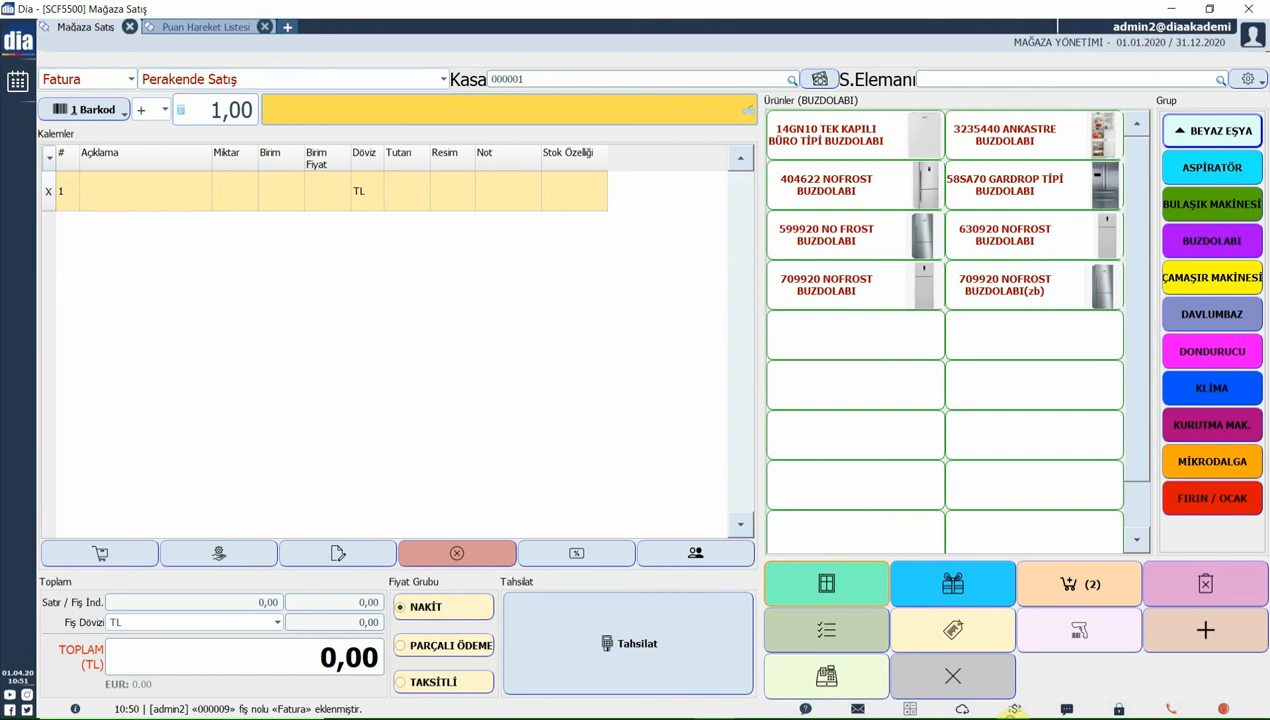 Dia - [SCF5500] Mağaza Satış
Mağaza Satış
Puan Hareket Listesi
admin2@diaakademi
MAĞAZA YÖNETİMİ - 01.01.2020 / 31.12.2020
dia
Fatura
Perakende Satış
Kasa
000001
S.Elemanı
1 Barkod
+
1,00
Ürünler (BUZDOLABI)
Grup
Kalemler
# Açıklama Miktar Birim Birim Fiyat Döviz Tutarı Resim Not Stok Özelliği
X 1 TL
14GN10 TEK KAPILI
BÜRO TİPİ BUZDOLABI
3235440 ANKASTRE
BUZDOLABI
404622 NOFROST
BUZDOLABI
58SA70 GARDROP TİPİ
BUZDOLABI
599920 NO FROST
BUZDOLABI
630920 NOFROST
BUZDOLABI
709920 NOFROST
BUZDOLABI
709920 NOFROST
BUZDOLABI(zb)
BEYAZ EŞYA
ASPİRATÖR
BULAŞIK MAKİNESİ
BUZDOLABI
ÇAMAŞIR MAKİNESİ
DAVLUMBAZ
DONDURUCU
KLİMA
KURUTMA MAK.
MİKRODALGA
FIRIN / OCAK
Toplam
Satır / Fiş İnd. 0,00 0,00
Fiş Dövizi TL 0,00
TOPLAM
(TL)
0,00
EUR: 0.00
Fiyat Grubu
NAKİT
PARÇALI ÖDEME
TAKSİTLİ
Tahsilat
Tahsilat
(2)
01.04.20
10:51
10:50 | [admin2] «000009» fiş nolu «Fatura» eklenmiştir.